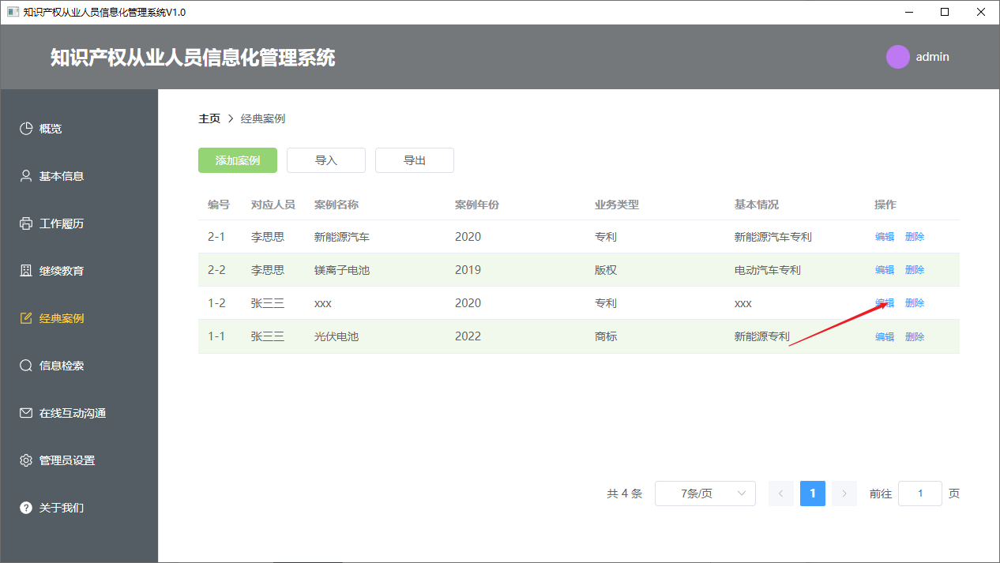 知识产权从业人员信息化管理系统V1.0
知识产权从业人员信息化管理系统
admin
概览
基本信息
工作履历
继续教育
经典案例
信息检索
在线互动沟通
管理员设置
关于我们
主页 > 经典案例
添加案例 导入 导出
编号 对应人员 案例名称 案例年份 业务类型 基本情况 操作
2-1 李思思 新能源汽车 2020 专利 新能源汽车专利 编辑 删除
2-2 李思思 镁离子电池 2019 版权 电动汽车专利 编辑 删除
1-2 张三三 xxx 2020 专利 xxx 编辑 删除
1-1 张三三 光伏电池 2022 商标 新能源专利 编辑 删除
共 4 条 7条/页 1 前往 1 页